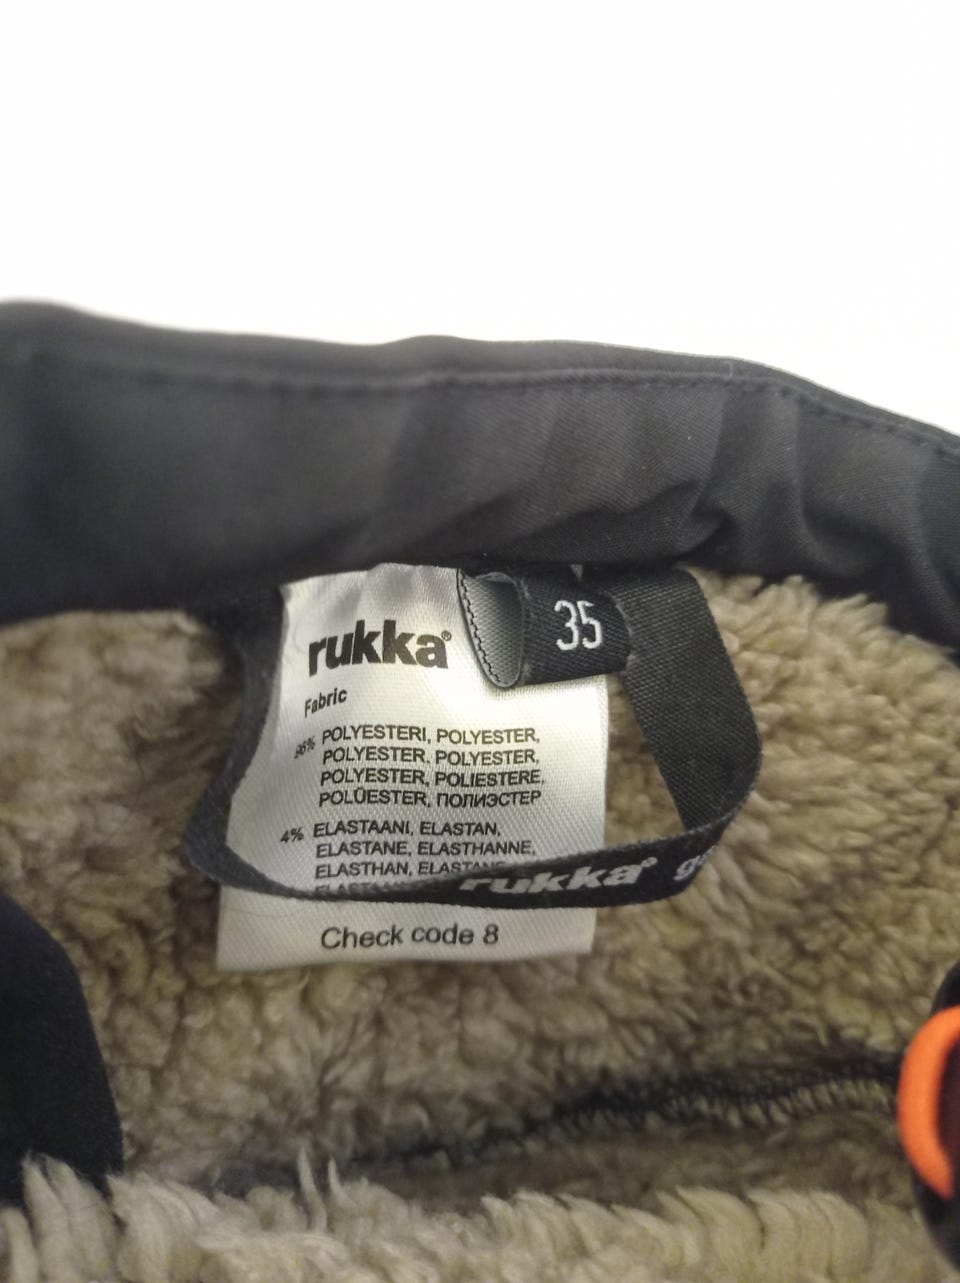 35
rukka®
Fabric
96% POLYESTERI, POLYESTER,
POLYESTER, POLYESTER,
POLYESTER, POLIESTERE,
POLÜESTER, ПОЛИЭСТЕР
4% ELASTAANI, ELASTAN,
ELASTANE, ELASTHANNE,
ELASTHAN, ELASTANE
rukka®
Check code 8